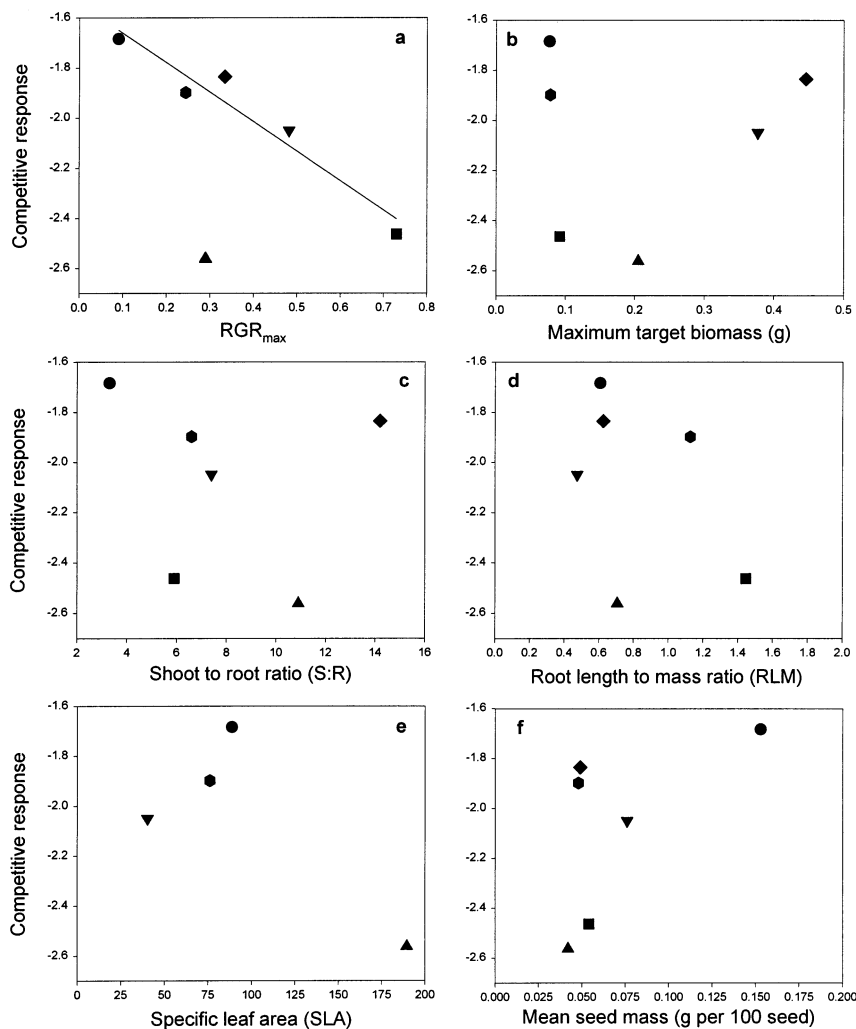 a
Competitive response
-1.6
-1.8
-2.0
-2.2
-2.4
-2.6
0.0 0.1 0.2 0.3 0.4 0.5 0.6 0.7 0.8
RGRmax
b
-1.6
-1.8
-2.0
-2.2
-2.4
-2.6
0.0 0.1 0.2 0.3 0.4 0.5
Maximum target biomass (g)
c
Competitive response
-1.6
-1.8
-2.0
-2.2
-2.4
-2.6
2 4 6 8 10 12 14 16
Shoot to root ratio (S:R)
d
-1.6
-1.8
-2.0
-2.2
-2.4
-2.6
0.0 0.2 0.4 0.6 0.8 1.0 1.2 1.4 1.6 1.8 2.0
Root length to mass ratio (RLM)
e
Competitive response
-1.6
-1.8
-2.0
-2.2
-2.4
-2.6
0 25 50 75 100 125 150 175 200
Specific leaf area (SLA)
f
-1.6
-1.8
-2.0
-2.2
-2.4
-2.6
0.000 0.025 0.050 0.075 0.100 0.125 0.150 0.175 0.200
Mean seed mass (g per 100 seed)